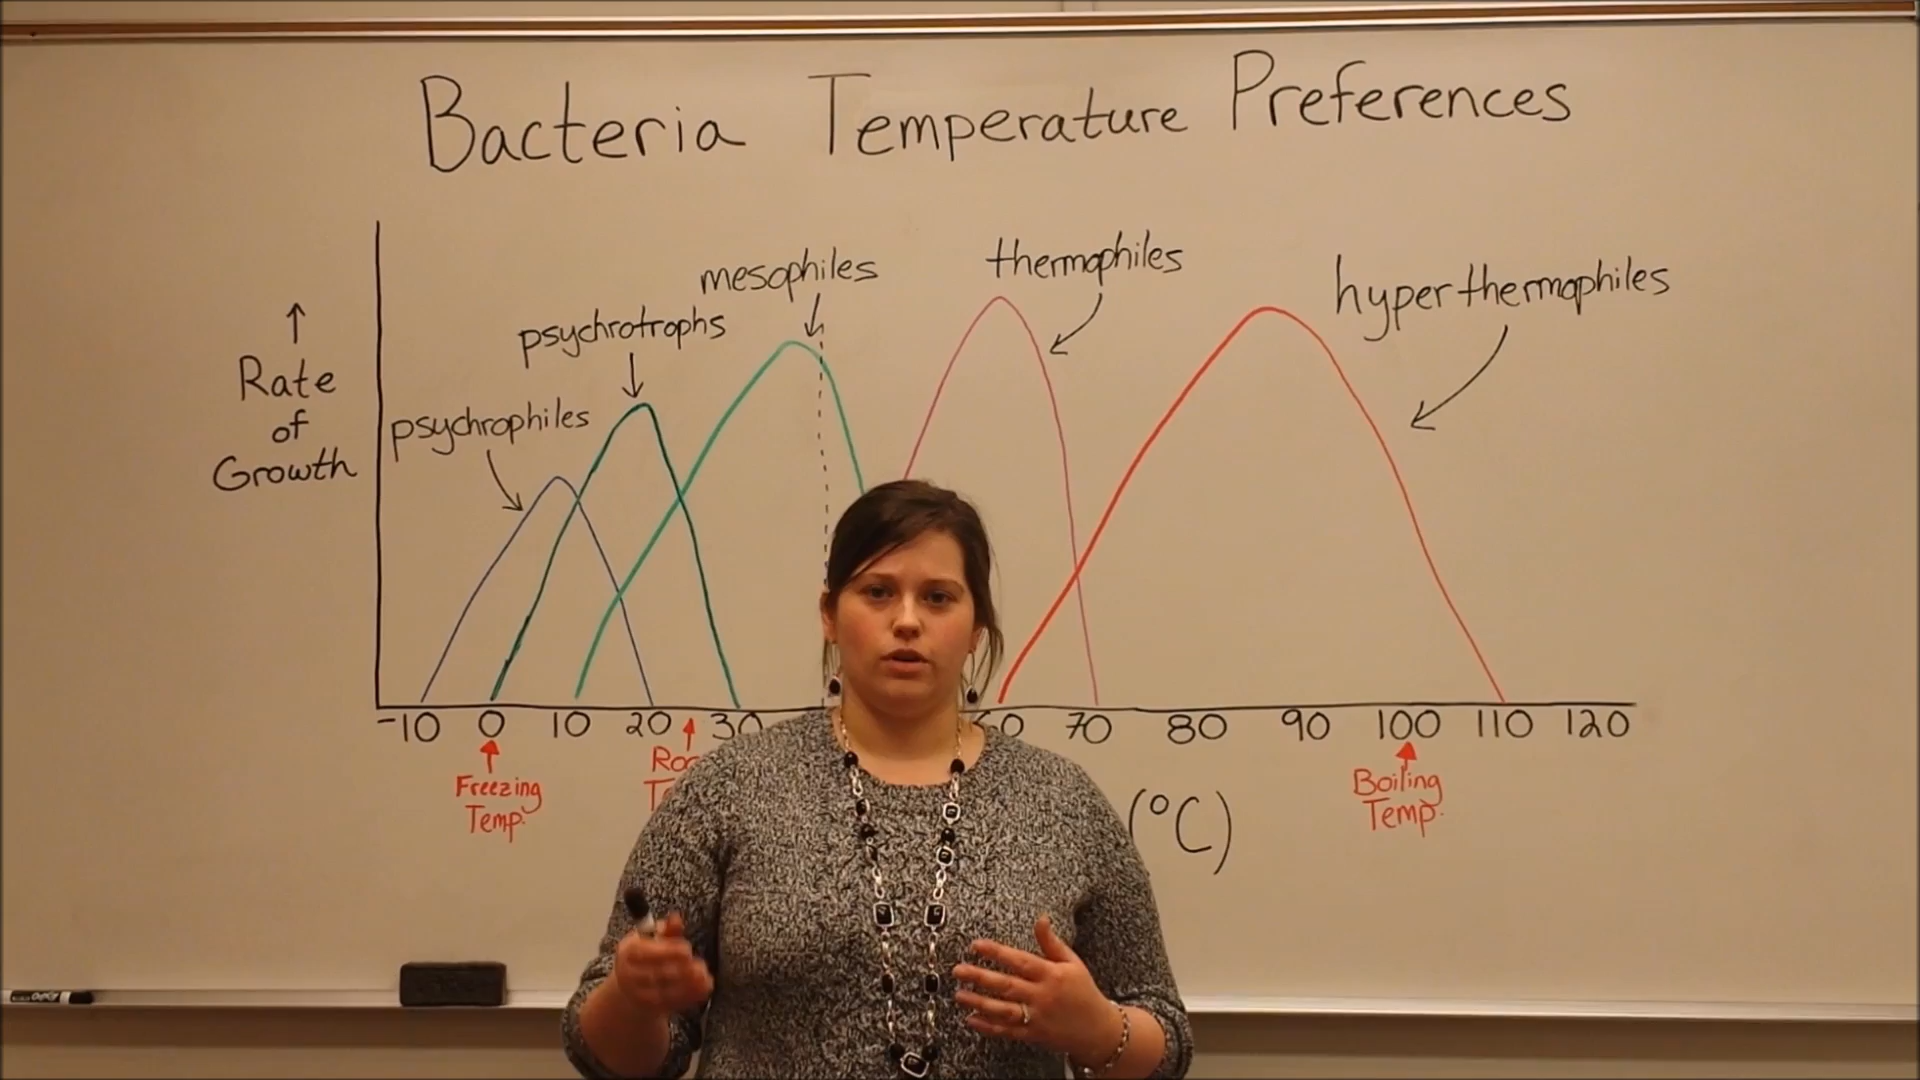 Bacteria Temperature Preferences
mesophiles
thermophiles
hyperthermophiles
psychrotrophs
psychrophiles
Rate
of
Growth
-10 0 10 20 30 70 80 90 100 110 120
Freezing
Temp.
Boiling
Temp.
(°C)